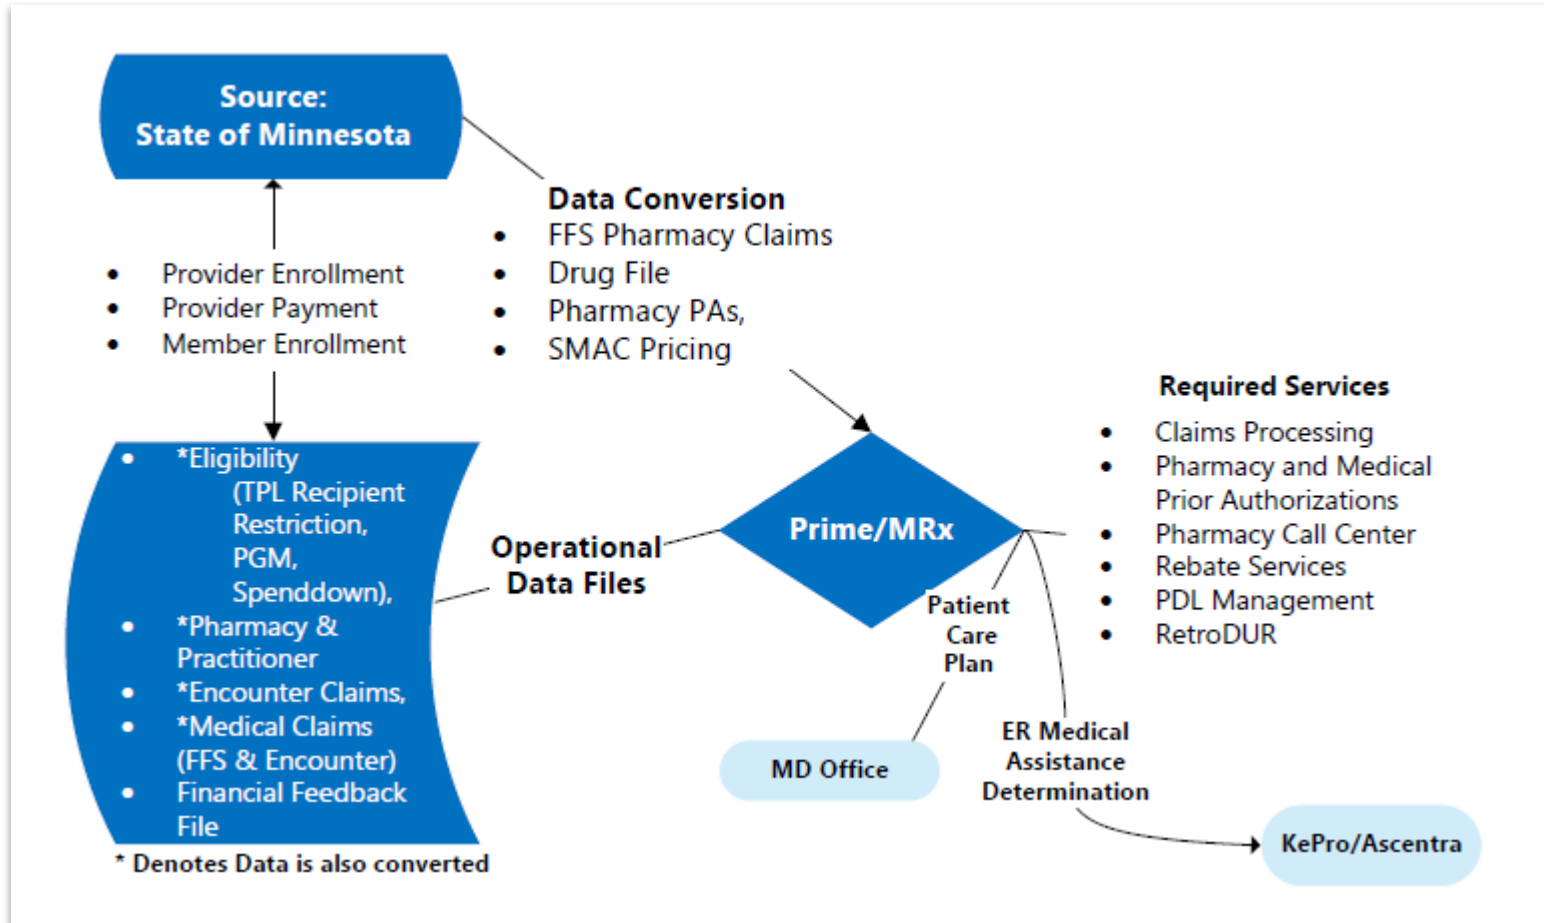 Source:
State of Minnesota
Data Conversion
• FFS Pharmacy Claims
• Drug File
• Pharmacy PAs,
• SMAC Pricing
• Provider Enrollment
• Provider Payment
• Member Enrollment
Required Services
• Claims Processing
• Pharmacy and Medical
Prior Authorizations
• Pharmacy Call Center
• Rebate Services
• PDL Management
• RetroDUR
• *Eligibility
(TPL Recipient
Restriction,
PGM,
Spenddown),
• *Pharmacy &
Practitioner
• *Encounter Claims,
• *Medical Claims
(FFS & Encounter)
• Financial Feedback
File
* Denotes Data is also converted
Operational
Data Files
Prime/MRx
Patient
Care
Plan
MD Office
ER Medical
Assistance
Determination
KePro/Ascentra